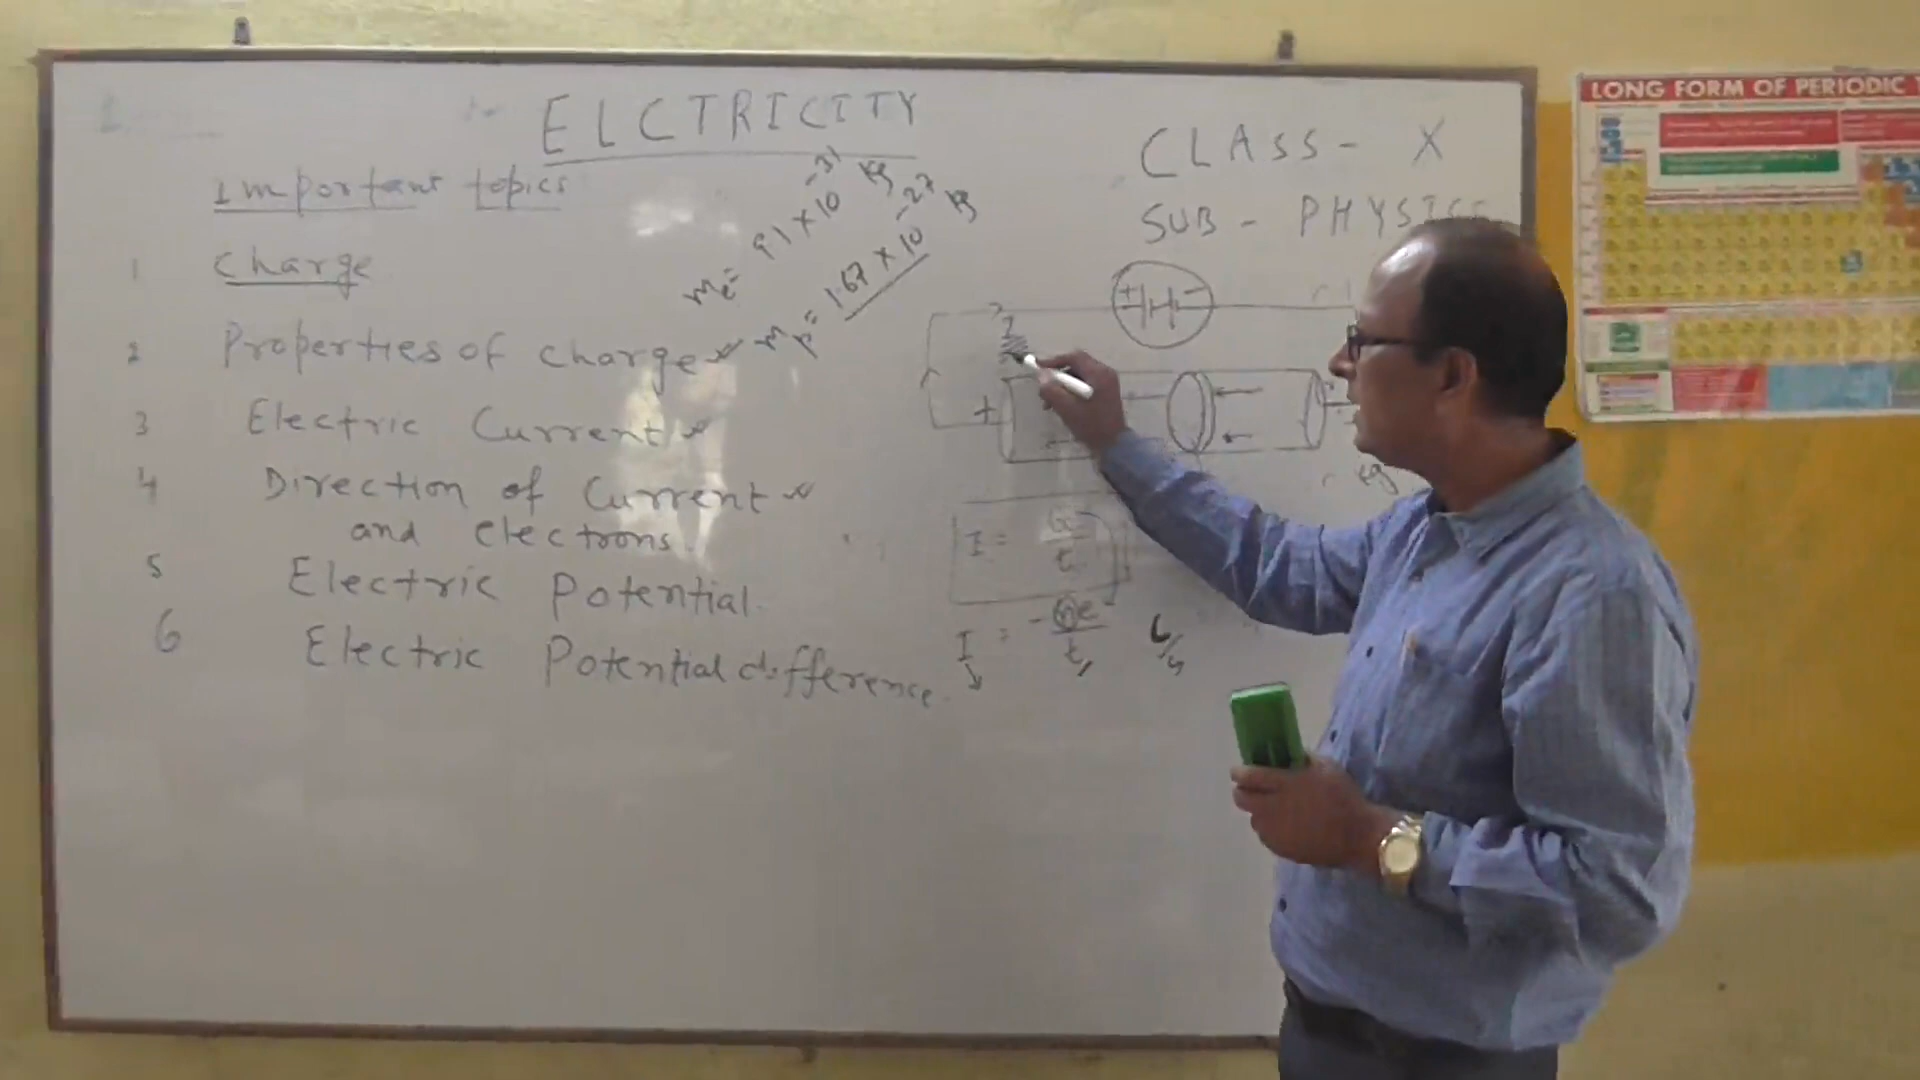 ELCTRICITY
CLASS - X
SUB - PHYSICS
Important topics
1 Charge
2 Properties of charge
3 Electric Current
4 Direction of Current
and electrons.
5 Electric Potential.
6 Electric Potential difference.
me = 9.1 × 10 -31 kg
mp = 1.67 × 10 -27 kg
+ -
+
I = Q
t
I = -Qe
t
C/s
LONG FORM OF PERIODIC